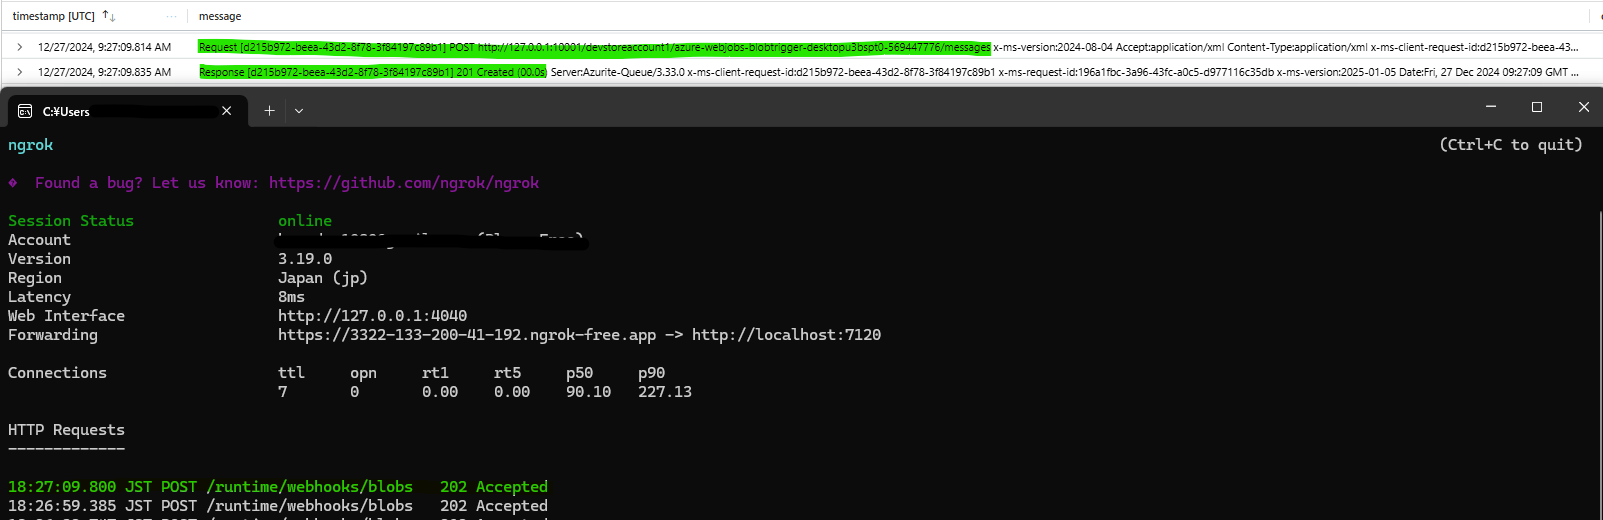 timestamp [UTC] ↑↓ ··· message
> 12/27/2024, 9:27:09.814 AM Request [d215b972-beea-43d2-8f78-3f84197c89b1] POST http://127.0.0.1:10001/devstoreaccount1/azure-webjobs-blobtrigger-desktopu3bspt0-569447776/messages x-ms-version:2024-08-04 Accept:application/xml Content-Type:application/xml x-ms-client-request-id:d215b972-beea-43...
> 12/27/2024, 9:27:09.835 AM Response [d215b972-beea-43d2-8f78-3f84197c89b1] 201 Created (00.0s) Server:Azurite-Queue/3.33.0 x-ms-client-request-id:d215b972-beea-43d2-8f78-3f84197c89b1 x-ms-request-id:196a1fbc-3a96-43fc-a0c5-d977116c35db x-ms-version:2025-01-05 Date:Fri, 27 Dec 2024 09:27:09 GMT ...
C:¥Users
ngrok (Ctrl+C to quit)
� Found a bug? Let us know: https://github.com/ngrok/ngrok
Session Status online
Account
Version 3.19.0
Region Japan (jp)
Latency 8ms
Web Interface http://127.0.0.1:4040
Forwarding https://3322-133-200-41-192.ngrok-free.app -> http://localhost:7120
Connections ttl opn rt1 rt5 p50 p90
7 0 0.00 0.00 90.10 227.13
HTTP Requests
-------------
18:27:09.800 JST POST /runtime/webhooks/blobs 202 Accepted
18:26:59.385 JST POST /runtime/webhooks/blobs 202 Accepted